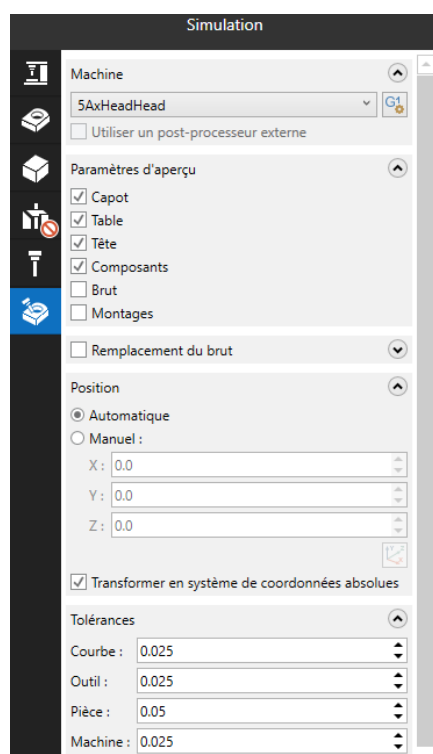 Simulation
Machine
5AxHeadHead
G1
Utiliser un post-processeur externe
Paramètres d'aperçu
Capot
Table
Tête
Composants
Brut
Montages
Remplacement du brut
Position
Automatique
Manuel :
X : 0.0
Y : 0.0
Z : 0.0
Transformer en système de coordonnées absolues
Tolérances
Courbe : 0.025
Outil : 0.025
Pièce : 0.05
Machine : 0.025